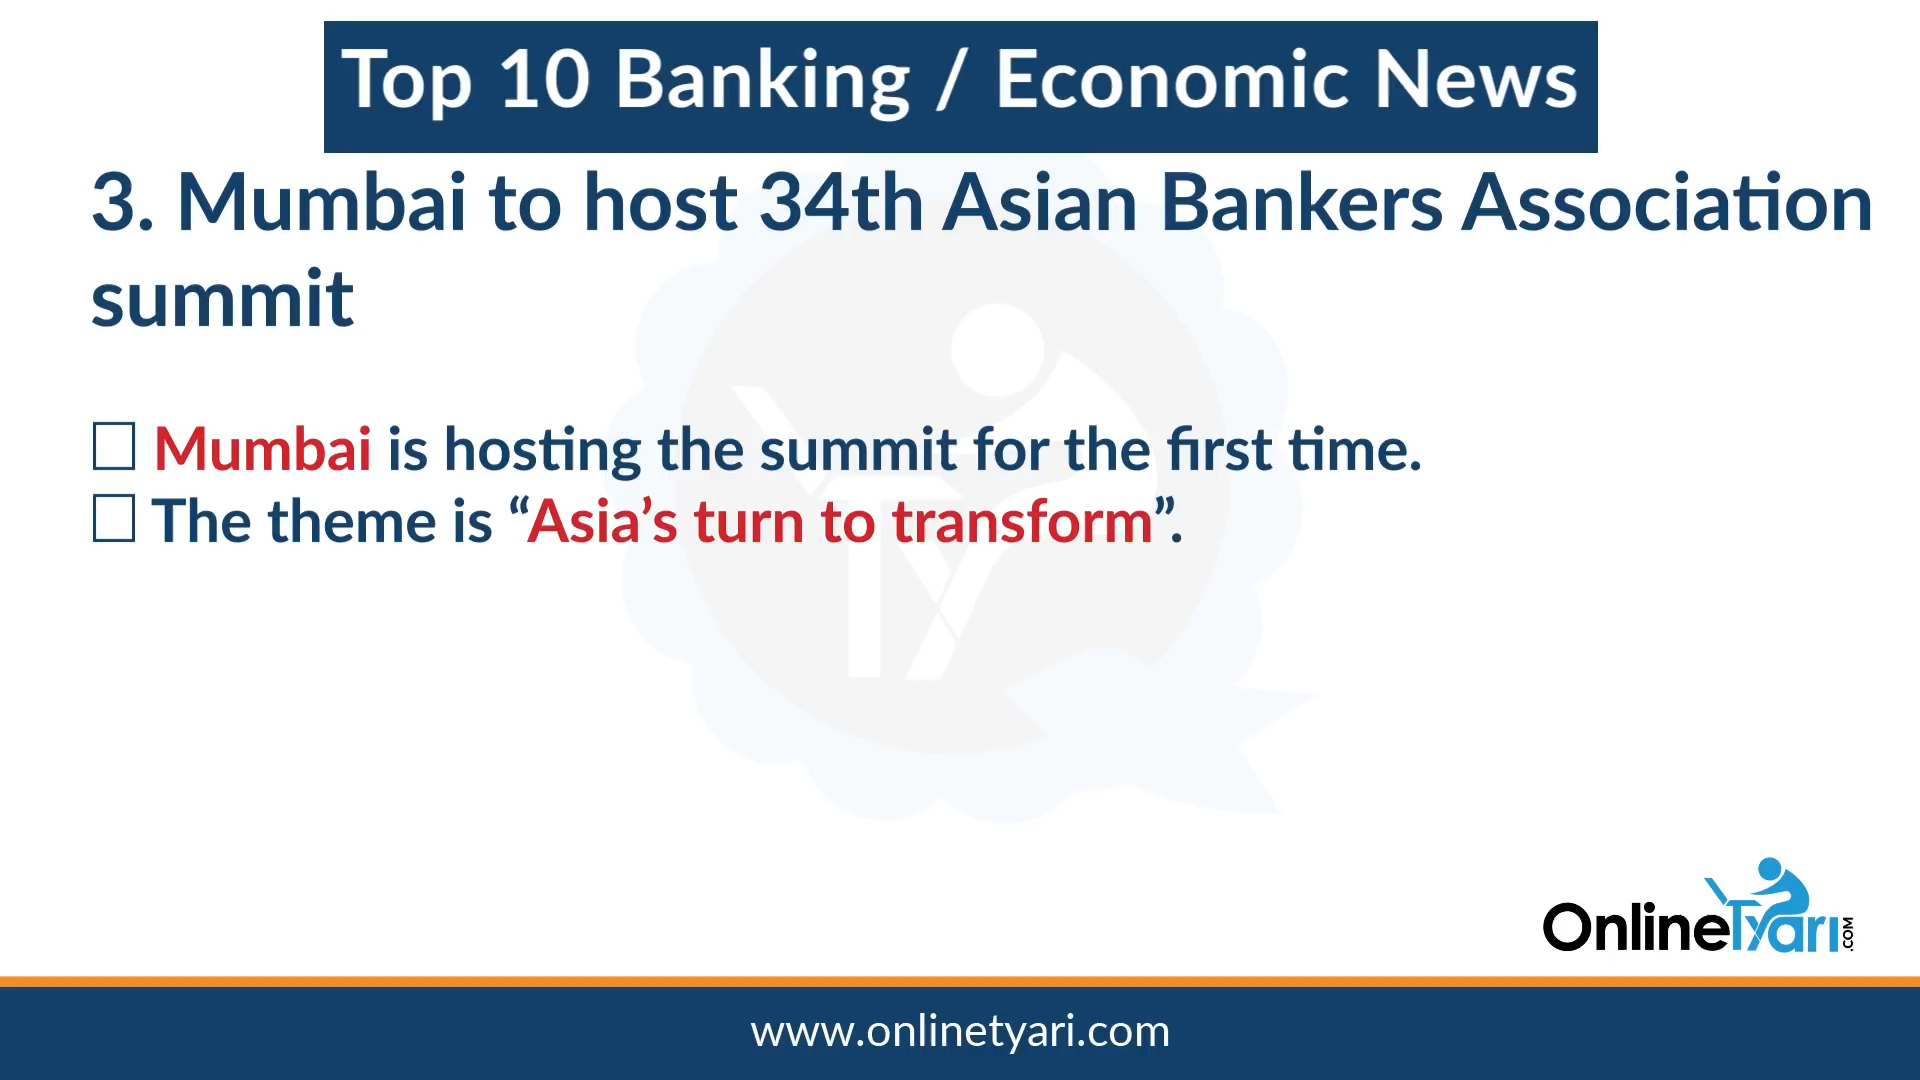 Top 10 Banking / Economic News
3. Mumbai to host 34th Asian Bankers Association
summit
☐ Mumbai is hosting the summit for the first time.
☐ The theme is “Asia’s turn to transform”.
OnlineTyari.COM
www.onlinetyari.com